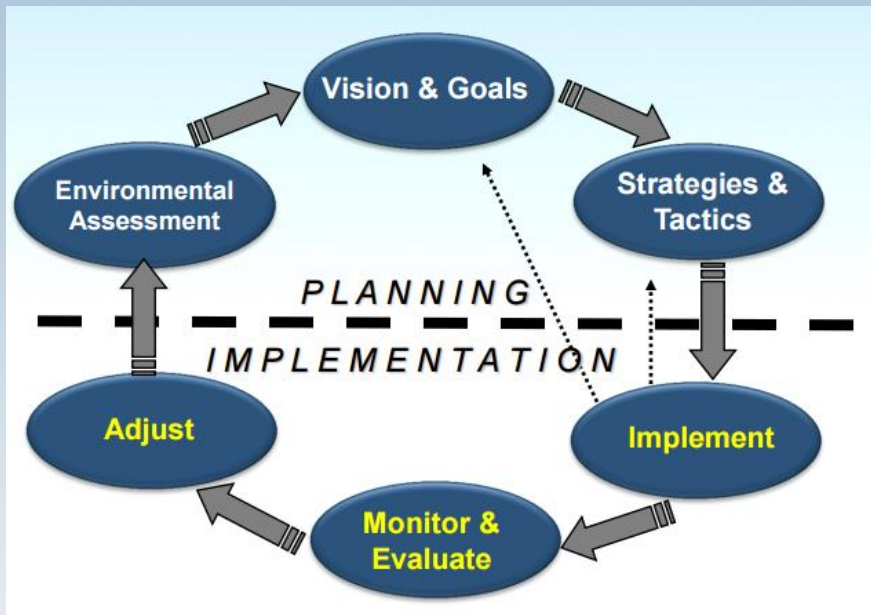 Vision & Goals
Strategies &
Tactics
Environmental
Assessment
PLANNING
IMPLEMENTATION
Adjust
Implement
Monitor &
Evaluate